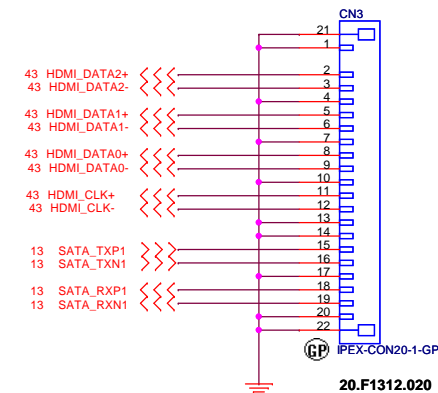 CN3
21
1
43 HDMI_DATA2+ 2
43 HDMI_DATA2- 3
4
43 HDMI_DATA1+ 5
43 HDMI_DATA1- 6
7
43 HDMI_DATA0+ 8
43 HDMI_DATA0- 9
10
43 HDMI_CLK+ 11
43 HDMI_CLK- 12
13
14
13 SATA_TXP1 15
13 SATA_TXN1 16
17
13 SATA_RXP1 18
13 SATA_RXN1 19
20
22
GP IPEX-CON20-1-GP
20.F1312.020